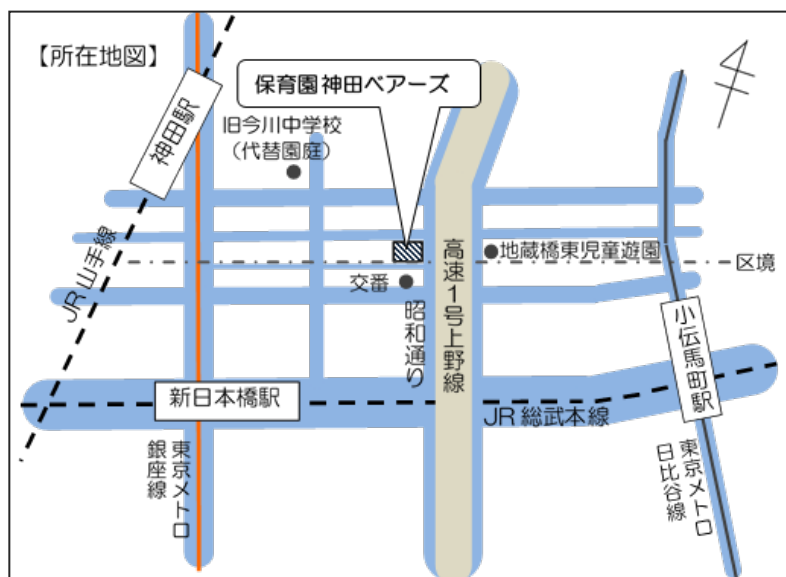 【所在地図】
保育園神田ベアーズ
旧今川中学校
（代替園庭）
神田駅
JR山手線
地蔵橋東児童遊園
区境
交番
昭和通り
高速1号上野線
小伝馬町駅
新日本橋駅
JR総武本線
東京メトロ
銀座線
東京メトロ
日比谷線